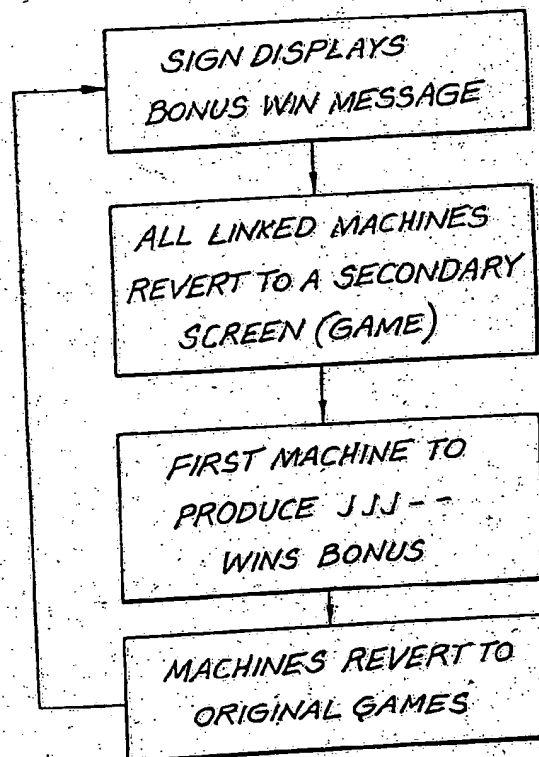 SIGN DISPLAYS
BONUS WIN MESSAGE
ALL LINKED MACHINES
REVERT TO A SECONDARY
SCREEN (GAME)
FIRST MACHINE TO
PRODUCE JJJ--
WINS BONUS
MACHINES REVERT TO
ORIGINAL GAMES